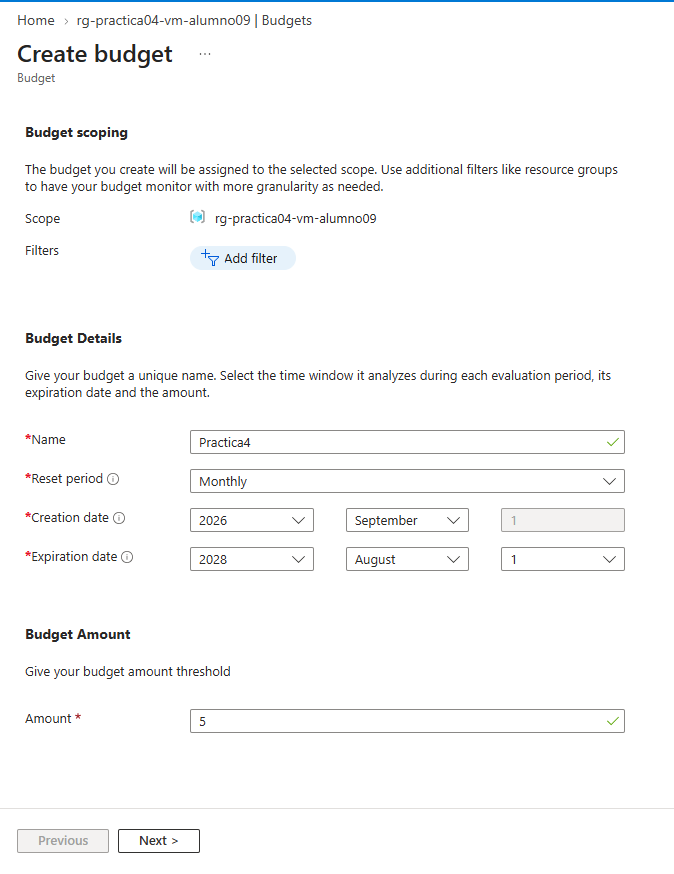 Home > rg-practica04-vm-alumno09 | Budgets
Create budget ...
Budget
Budget scoping
The budget you create will be assigned to the selected scope. Use additional filters like resource groups
to have your budget monitor with more granularity as needed.
Scope rg-practica04-vm-alumno09
Filters Add filter
Budget Details
Give your budget a unique name. Select the time window it analyzes during each evaluation period, its
expiration date and the amount.
*Name Practica4
*Reset period Monthly
*Creation date 2026 September 1
*Expiration date 2028 August 1
Budget Amount
Give your budget amount threshold
Amount * 5
Previous Next >